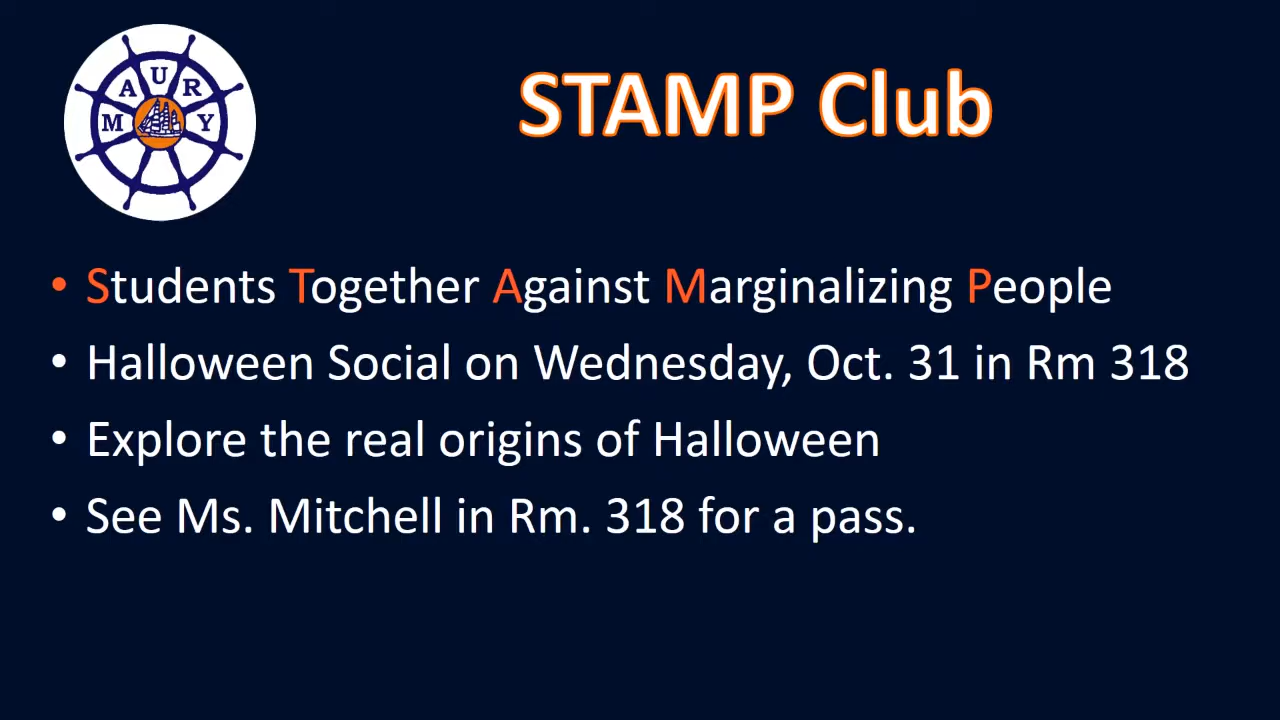 MAURY
STAMP Club
• Students Together Against Marginalizing People
• Halloween Social on Wednesday, Oct. 31 in Rm 318
• Explore the real origins of Halloween
• See Ms. Mitchell in Rm. 318 for a pass.